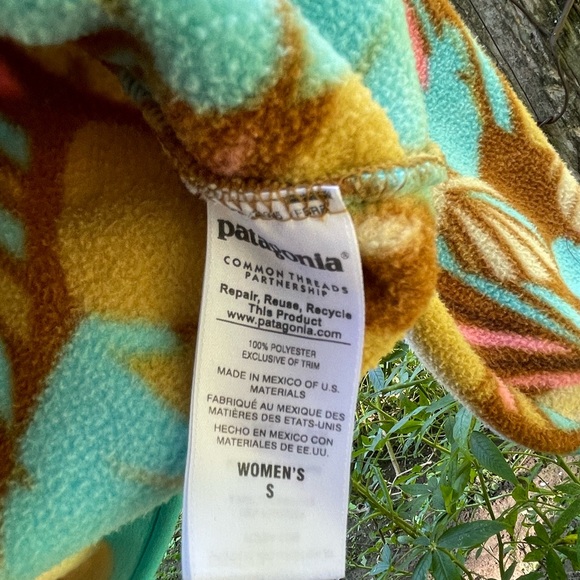 patagonia®
COMMON THREADS
PARTNERSHIP
Repair, Reuse, Recycle
This Product
www.patagonia.com
100% POLYESTER
EXCLUSIVE OF TRIM
MADE IN MEXICO OF U.S.
MATERIALS
FABRIQUÉ AU MEXIQUE DES
MATIÈRES DES ETATS-UNIS
HECHO EN MEXICO CON
MATERIALES DE EE.UU.
WOMEN'S
S